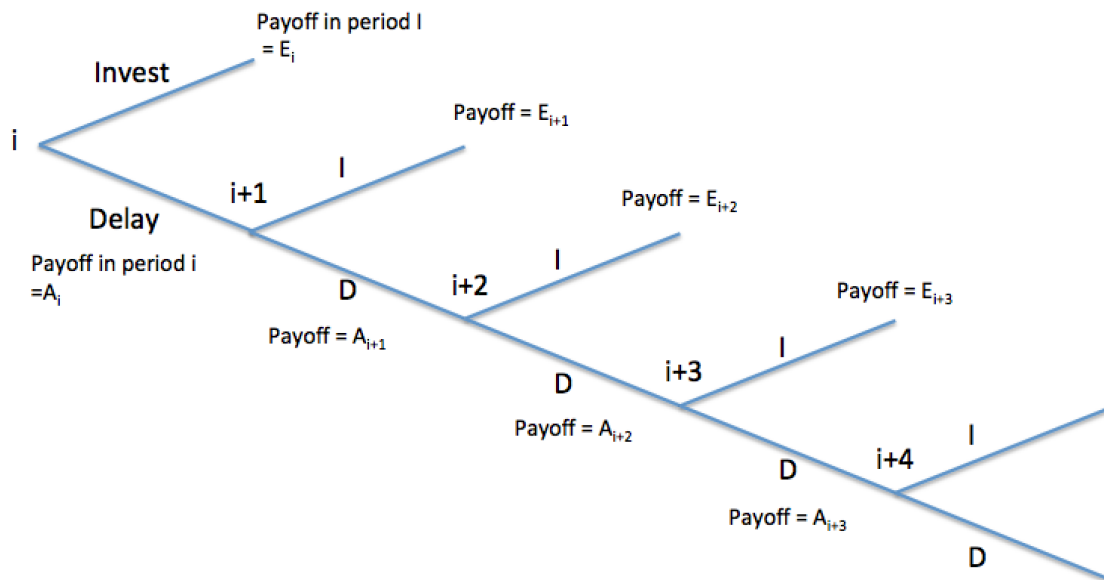 Payoff in period I
= Eᵢ
Invest
Payoff = Eᵢ₊₁
i
I
i+1
Payoff = Eᵢ₊₂
Delay
I
Payoff in period i
=Aᵢ
i+2
D
Payoff = Eᵢ₊₃
Payoff = Aᵢ₊₁
I
i+3
D
Payoff = Aᵢ₊₂
I
i+4
D
Payoff = Aᵢ₊₃
D